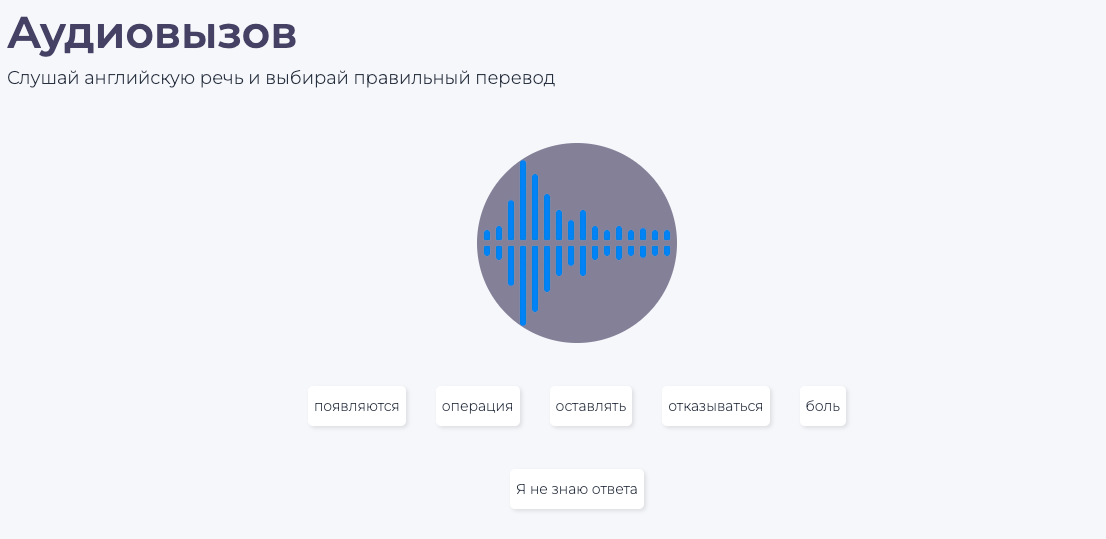 Аудиовызов
Слушай английскую речь и выбирай правильный перевод
появляются операция оставлять отказываться боль
Я не знаю ответа